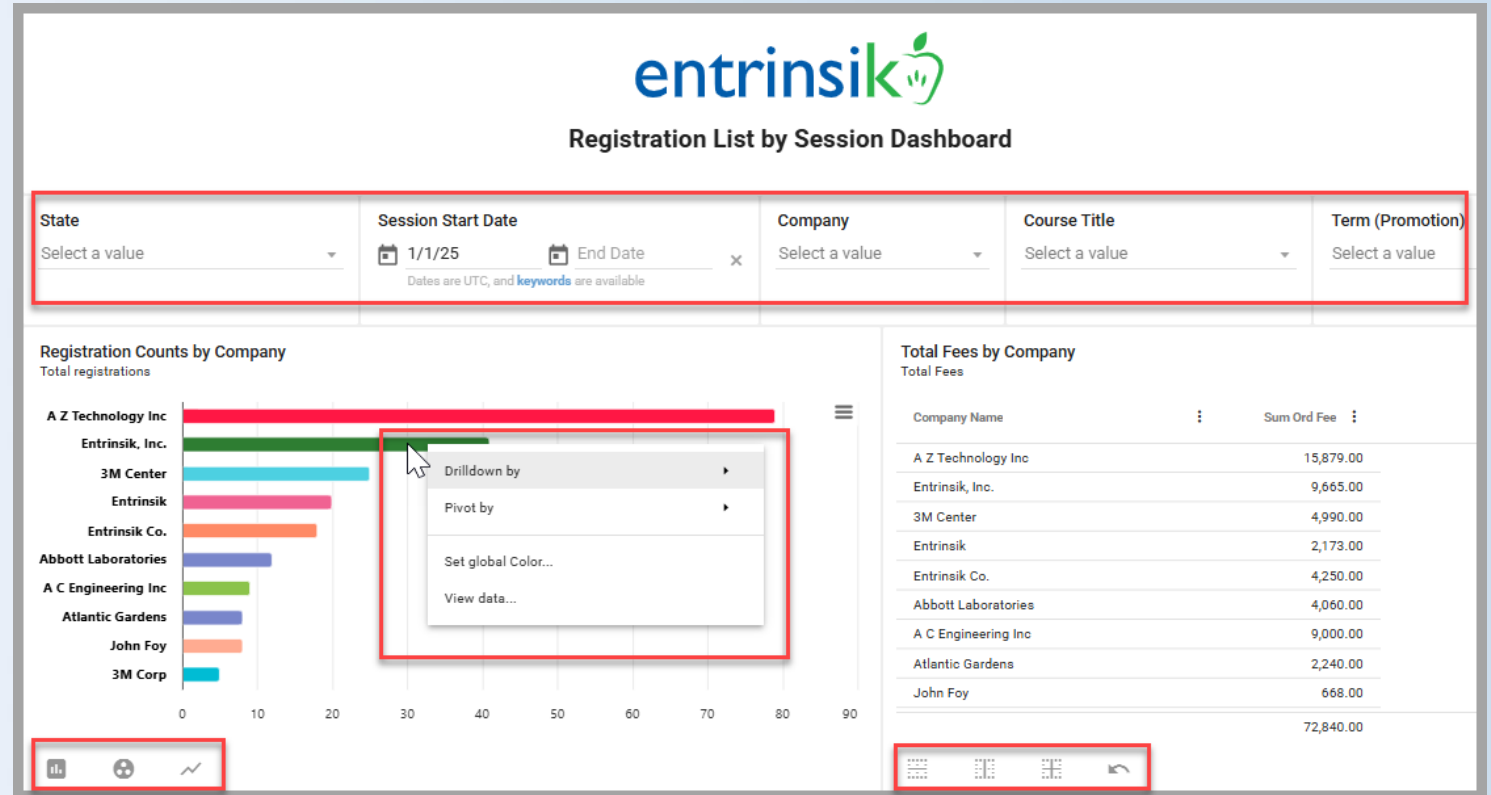 entrinsik
Registration List by Session Dashboard
State
Select a value
Session Start Date
1/1/25
End Date
Dates are UTC, and keywords are available
Company
Select a value
Course Title
Select a value
Term (Promotion)
Select a value
Registration Counts by Company
Total registrations
A Z Technology Inc
Entrinsik, Inc.
3M Center
Entrinsik
Entrinsik Co.
Abbott Laboratories
A C Engineering Inc
Atlantic Gardens
John Foy
3M Corp
0 10 20 30 40 50 60 70 80 90
Drilldown by
Pivot by
Set global Color...
View data...
Total Fees by Company
Total Fees
Company Name Sum Ord Fee
A Z Technology Inc 15,879.00
Entrinsik, Inc. 9,665.00
3M Center 4,990.00
Entrinsik 2,173.00
Entrinsik Co. 4,250.00
Abbott Laboratories 4,060.00
A C Engineering Inc 9,000.00
Atlantic Gardens 2,240.00
John Foy 668.00
72,840.00